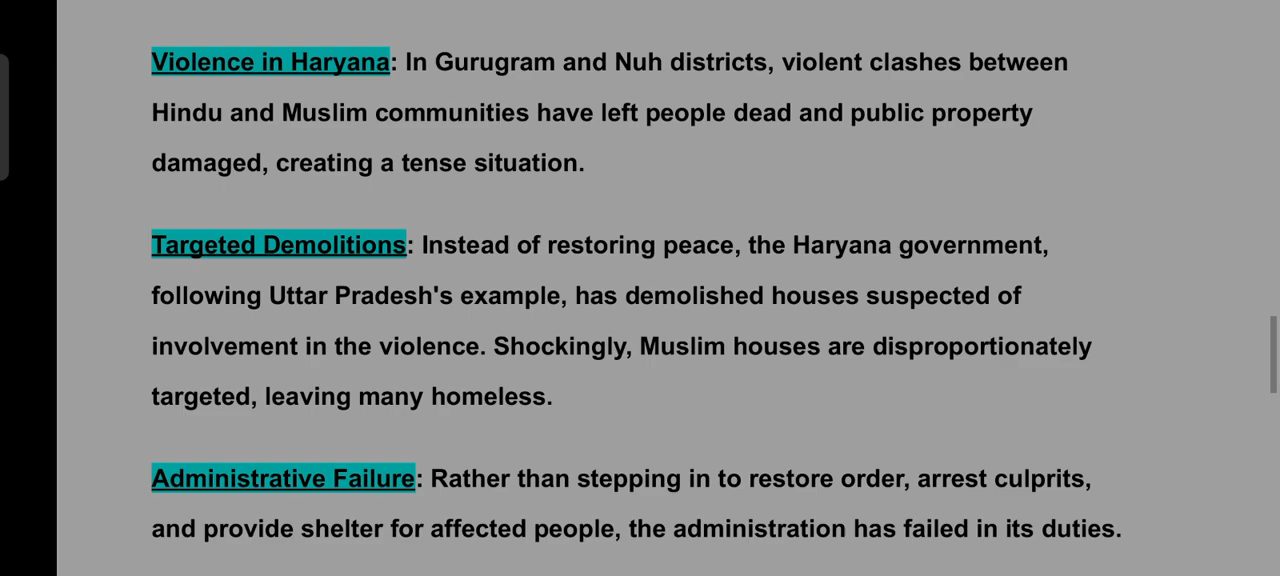 Violence in Haryana: In Gurugram and Nuh districts, violent clashes between
Hindu and Muslim communities have left people dead and public property
damaged, creating a tense situation.
Targeted Demolitions: Instead of restoring peace, the Haryana government,
following Uttar Pradesh's example, has demolished houses suspected of
involvement in the violence. Shockingly, Muslim houses are disproportionately
targeted, leaving many homeless.
Administrative Failure: Rather than stepping in to restore order, arrest culprits,
and provide shelter for affected people, the administration has failed in its duties.